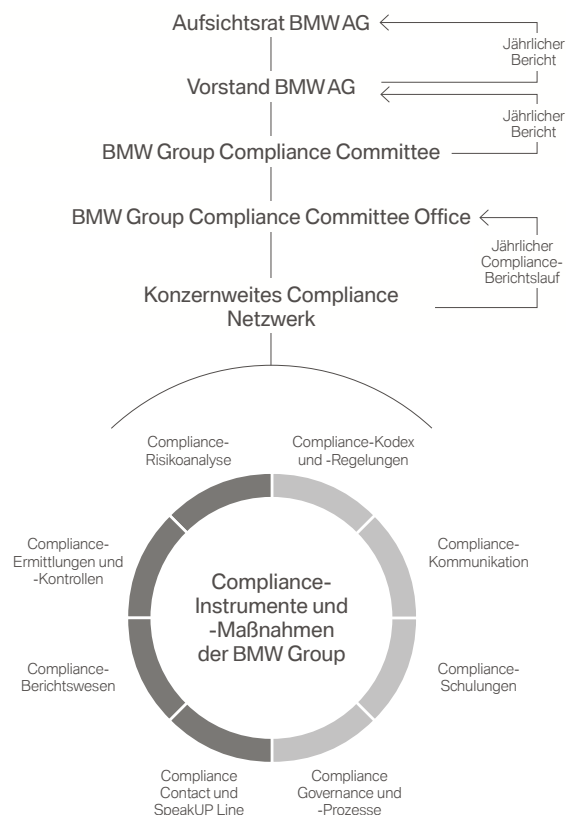 Aufsichtsrat BMW AG
Jährlicher
Bericht
Vorstand BMW AG
Jährlicher
Bericht
BMW Group Compliance Committee
BMW Group Compliance Committee Office
Jährlicher
Compliance-
Berichtslauf
Konzernweites Compliance
Netzwerk
Compliance-
Risikoanalyse
Compliance-Kodex
und -Regelungen
Compliance-
Ermittlungen und
-Kontrollen
Compliance-
Kommunikation
Compliance-
Instrumente und
-Maßnahmen
der BMW Group
Compliance-
Berichtswesen
Compliance-
Schulungen
Compliance
Contact und
SpeakUP Line
Compliance
Governance und
-Prozesse